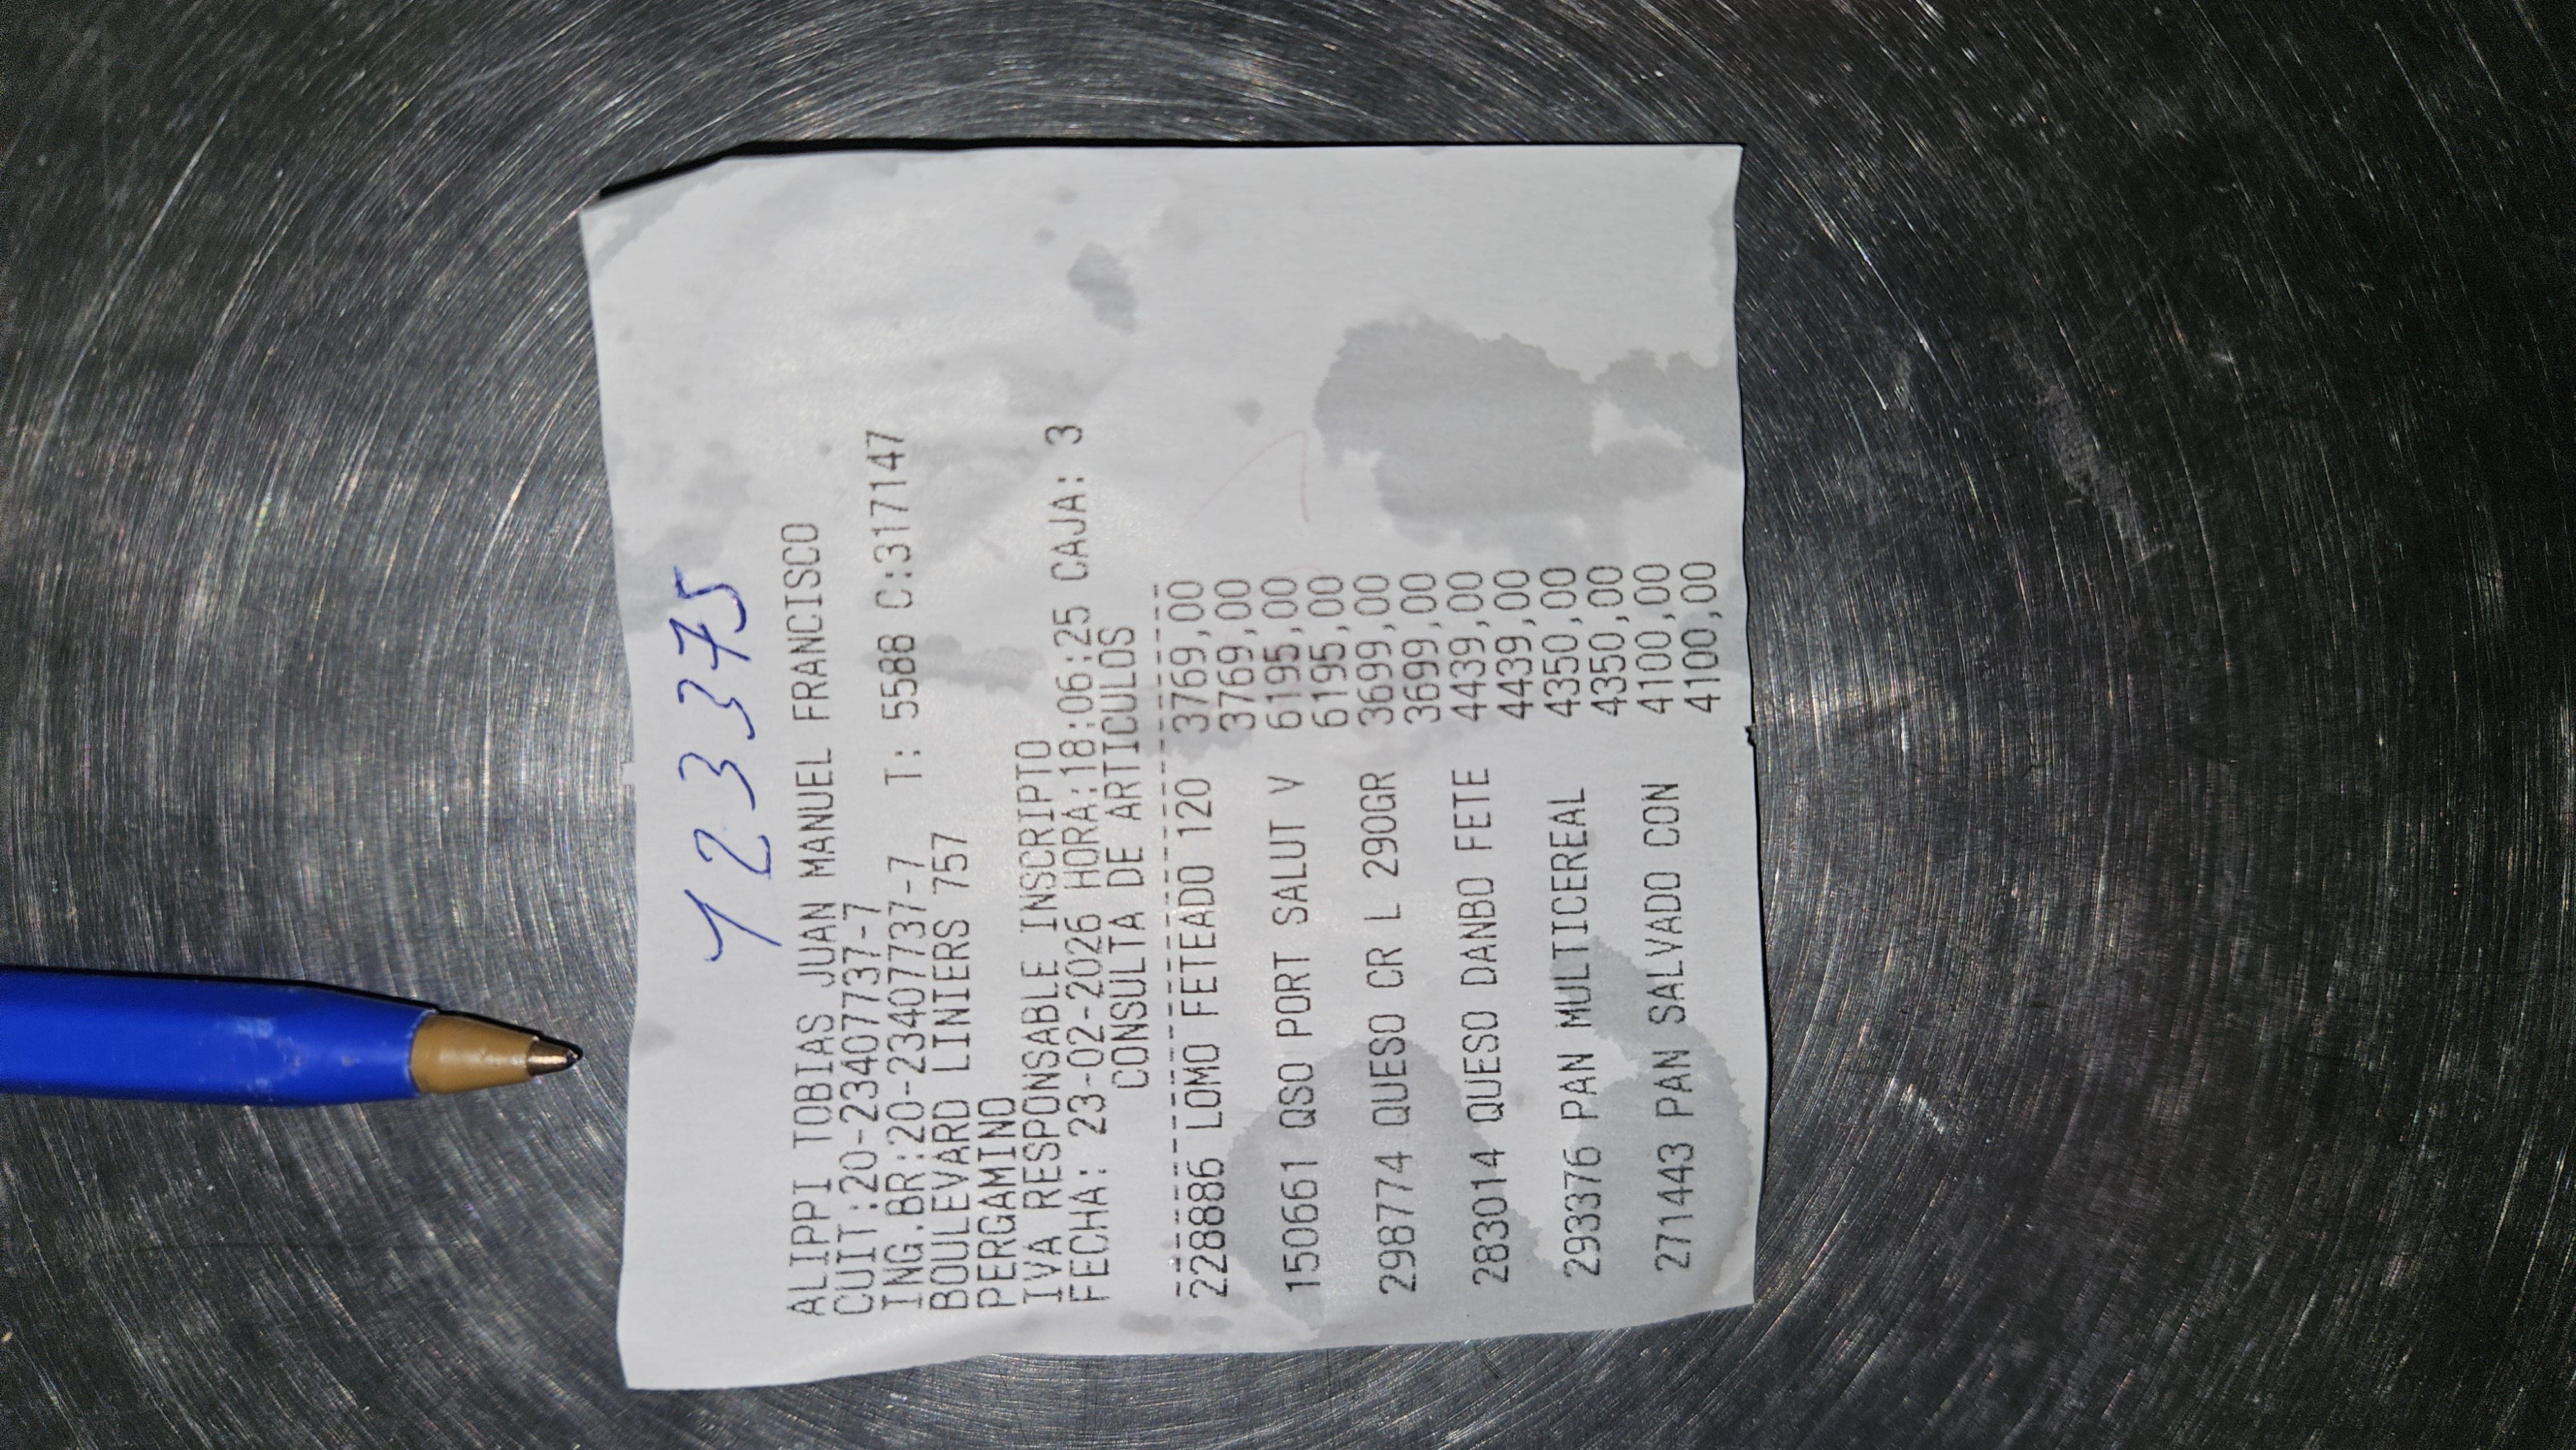 123375
ALIPPI TOBIAS JUAN MANUEL FRANCISCO
CUIT:20-23407737-7
ING.BR:20-23407737-7 T: 5588 C:317147
BOULEVARD LINIERS 757
PERGAMINO
IVA RESPONSABLE INSCRIPTO
FECHA: 23-02-2026 HORA:18:06:25 CAJA: 3
CONSULTA DE ARTICULOS
228886 LOMO FETEADO 120 3769,00
3769,00
150661 QSO PORT SALUT V 6195,00
6195,00
298774 QUESO CR L 290GR 3699,00
3699,00
283014 QUESO DANBO FETE 4439,00
4439,00
293376 PAN MULTICEREAL 4350,00
4350,00
271443 PAN SALVADO CON 4100,00
4100,00